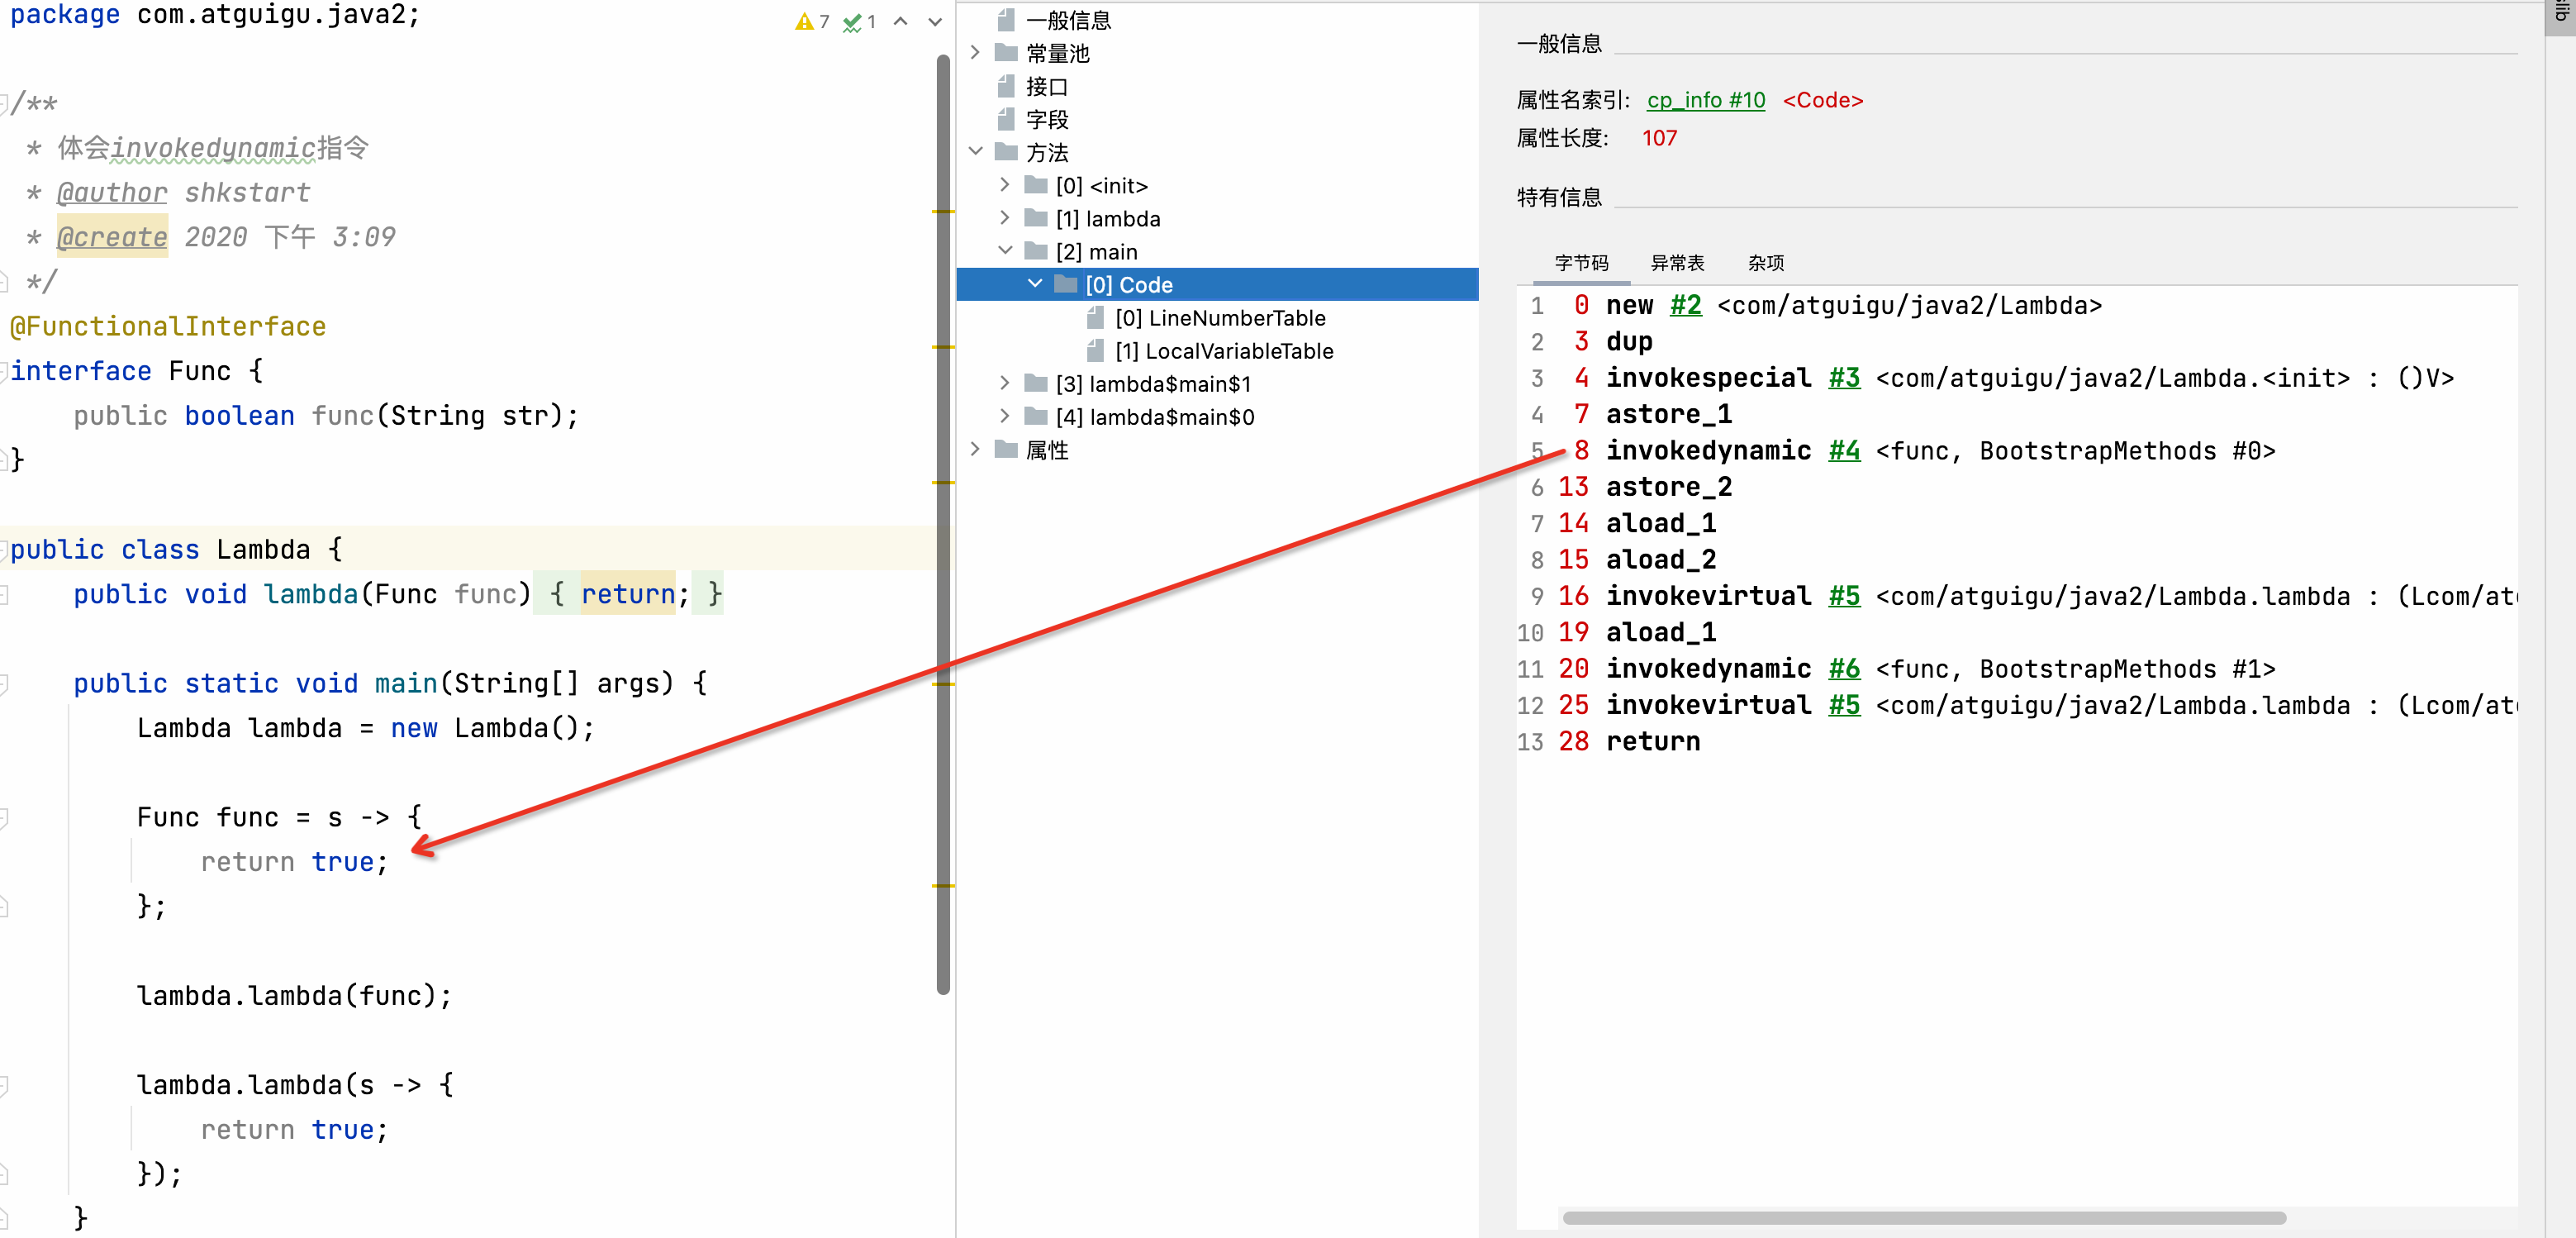 package com.atguigu.java2;
7 1
/**
* 体会invokedynamic指令
* @author shkstart
* @create 2020 下午 3:09
*/
@FunctionalInterface
interface Func {
public boolean func(String str);
}
public class Lambda {
public void lambda(Func func) { return; }
public static void main(String[] args) {
Lambda lambda = new Lambda();
Func func = s -> {
return true;
};
lambda.lambda(func);
lambda.lambda(s -> {
return true;
});
}
一般信息
常量池
接口
字段
方法
[0] <init>
[1] lambda
[2] main
[0] Code
[0] LineNumberTable
[1] LocalVariableTable
[3] lambda$main$1
[4] lambda$main$0
属性
一般信息
属性名索引: cp_info #10 <Code>
属性长度: 107
特有信息
字节码 异常表 杂项
1 0 new #2 <com/atguigu/java2/Lambda>
2 3 dup
3 4 invokespecial #3 <com/atguigu/java2/Lambda.<init> : ()V>
4 7 astore_1
5 8 invokedynamic #4 <func, BootstrapMethods #0>
6 13 astore_2
7 14 aload_1
8 15 aload_2
9 16 invokevirtual #5 <com/atguigu/java2/Lambda.lambda : (Lcom/at
10 19 aload_1
11 20 invokedynamic #6 <func, BootstrapMethods #1>
12 25 invokevirtual #5 <com/atguigu/java2/Lambda.lambda : (Lcom/at
13 28 return